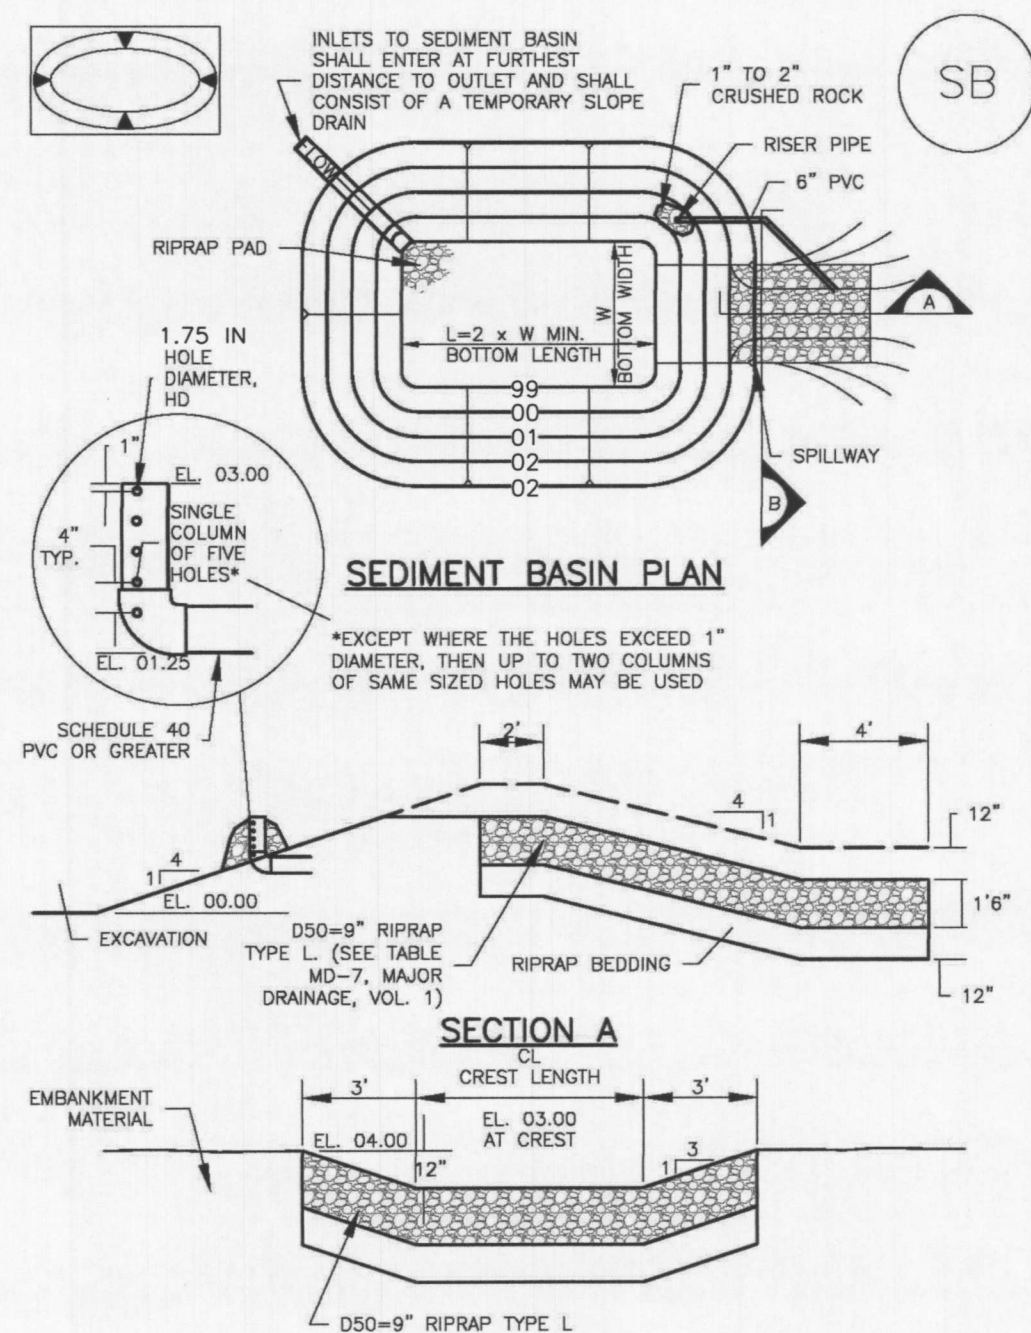 INLETS TO SEDIMENT BASIN
SHALL ENTER AT FURTHEST
DISTANCE TO OUTLET AND SHALL
CONSIST OF A TEMPORARY SLOPE
DRAIN
1" TO 2"
CRUSHED ROCK
SB
RISER PIPE
6" PVC
FLOW
RIPRAP PAD
A
W
BOTTOM WIDTH
L=2 x W MIN.
BOTTOM LENGTH
99
00
01
02
02
SPILLWAY
B
1.75 IN
HOLE
DIAMETER,
HD
1"
EL. 03.00
SINGLE
COLUMN
OF FIVE
HOLES*
4"
TYP.
EL. 01.25
SEDIMENT BASIN PLAN
*EXCEPT WHERE THE HOLES EXCEED 1"
DIAMETER, THEN UP TO TWO COLUMNS
OF SAME SIZED HOLES MAY BE USED
SCHEDULE 40
PVC OR GREATER
2'
4'
4
1
12"
4
1
EL. 00.00
1'6"
EXCAVATION
D50=9" RIPRAP
TYPE L. (SEE TABLE
MD-7, MAJOR
DRAINAGE, VOL. 1)
RIPRAP BEDDING
12"
SECTION A
CL
CREST LENGTH
3'
3'
EMBANKMENT
MATERIAL
EL. 04.00
EL. 03.00
AT CREST
12"
3
1
D50=9" RIPRAP TYPE L